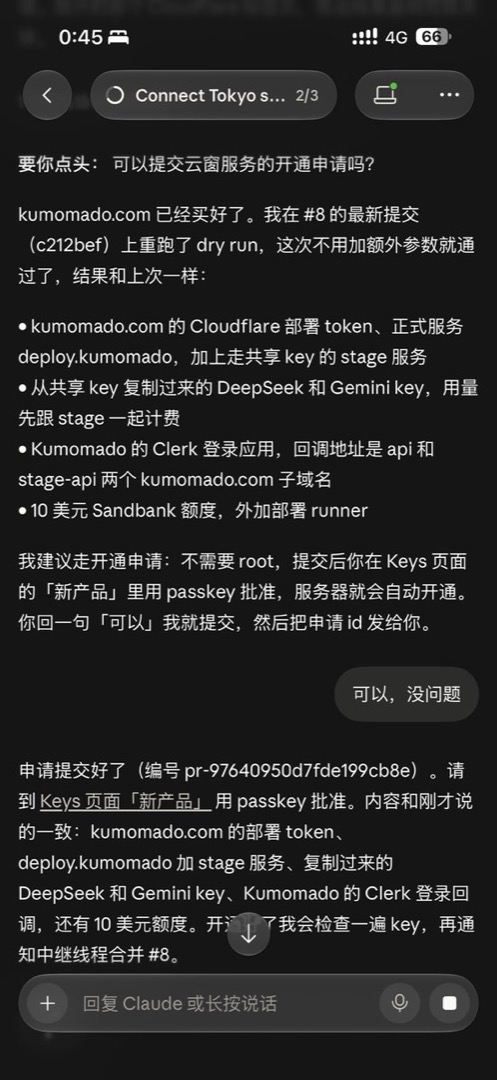 0:45
4G 66
Connect Tokyo s... 2/3
要你点头： 可以提交云窗服务的开通申请吗？
kumomado.com 已经买好了。我在 #8 的最新提交
（c212bef）上重跑了 dry run，这次不用加额外参数就通
过了，结果和上次一样：
• kumomado.com 的 Cloudflare 部署 token、正式服务
deploy.kumomado，加上走共享 key 的 stage 服务
• 从共享 key 复制过来的 DeepSeek 和 Gemini key，用量
先跟 stage 一起计费
• Kumomado 的 Clerk 登录应用，回调地址是 api 和
stage-api 两个 kumomado.com 子域名
• 10 美元 Sandbank 额度，外加部署 runner
我建议走开通申请：不需要 root，提交后你在 Keys 页面
的「新产品」里用 passkey 批准，服务器就会自动开通。
你回一句「可以」我就提交，然后把申请 id 发给你。
可以，没问题
申请提交好了（编号 pr-97640950d7fde199cb8e）。请
到 Keys 页面「新产品」 用 passkey 批准。内容和刚才说
的一致：kumomado.com 的部署 token、
deploy.kumomado 加 stage 服务、复制过来的
DeepSeek 和 Gemini key、Kumomado 的 Clerk 登录回
调，还有 10 美元额度。开通 了我会检查一遍 key，再通
知中继线程合并 #8。
回复 Claude 或长按说话